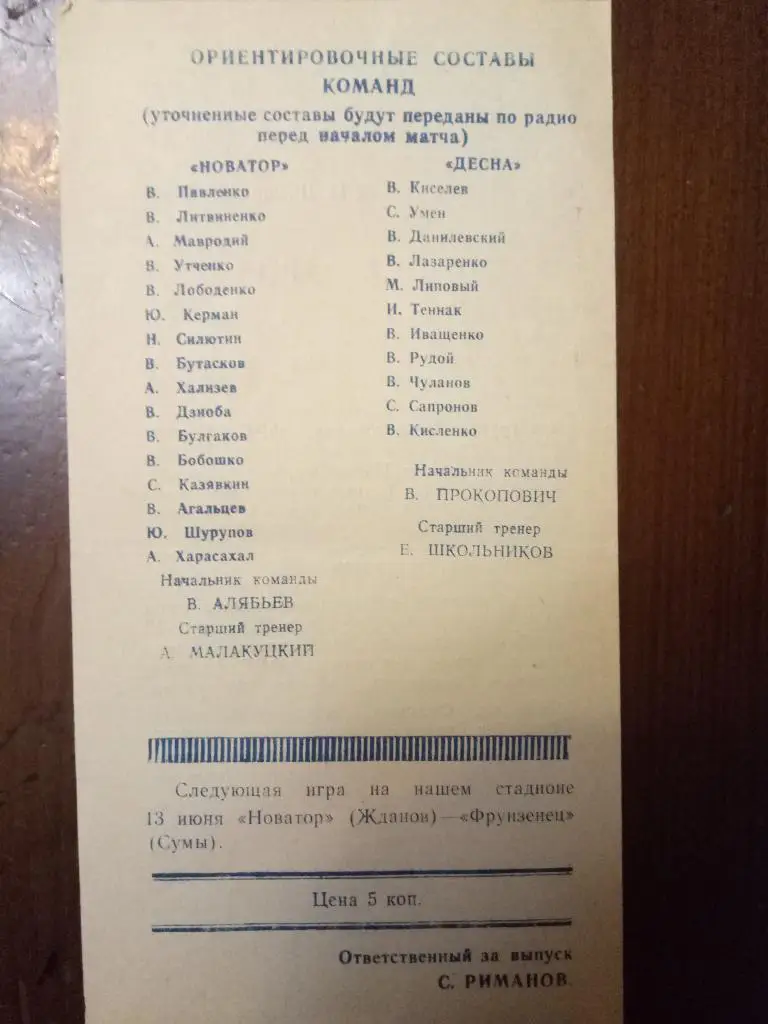 ОРИЕНТИРОВОЧНЫЕ СОСТАВЫ
КОМАНД
(уточненные составы будут переданы по радио
перед началом матча)
«НОВАТОР»
В. Павленко
В. Литвиненко
А. Мавродий
В. Утченко
В. Лободенко
Ю. Керман
Н. Силютин
В. Бутасков
А. Хализев
В. Дзиоба
В. Булгаков
В. Бобошко
С. Казявкин
В. Агальцев
Ю. Шурупов
А. Харасахал
Начальник команды
В. АЛЯБЬЕВ
Старший тренер
А. МАЛАКУЦКИЙ
«ДЕСНА»
В. Киселев
С. Умен
В. Данилевский
В. Лазаренко
М. Липовый
И. Теннак
В. Иващенко
В. Рудой
В. Чуланов
С. Сапронов
В. Кисленко
Начальник команды
В. ПРОКОПОВИЧ
Старший тренер
Е. ШКОЛЬНИКОВ
Следующая игра на нашем стадионе
13 июня «Новатор» (Жданов)—«Фрунзенец»
(Сумы).
Цена 5 коп.
Ответственный за выпуск
С. РИМАНОВ.